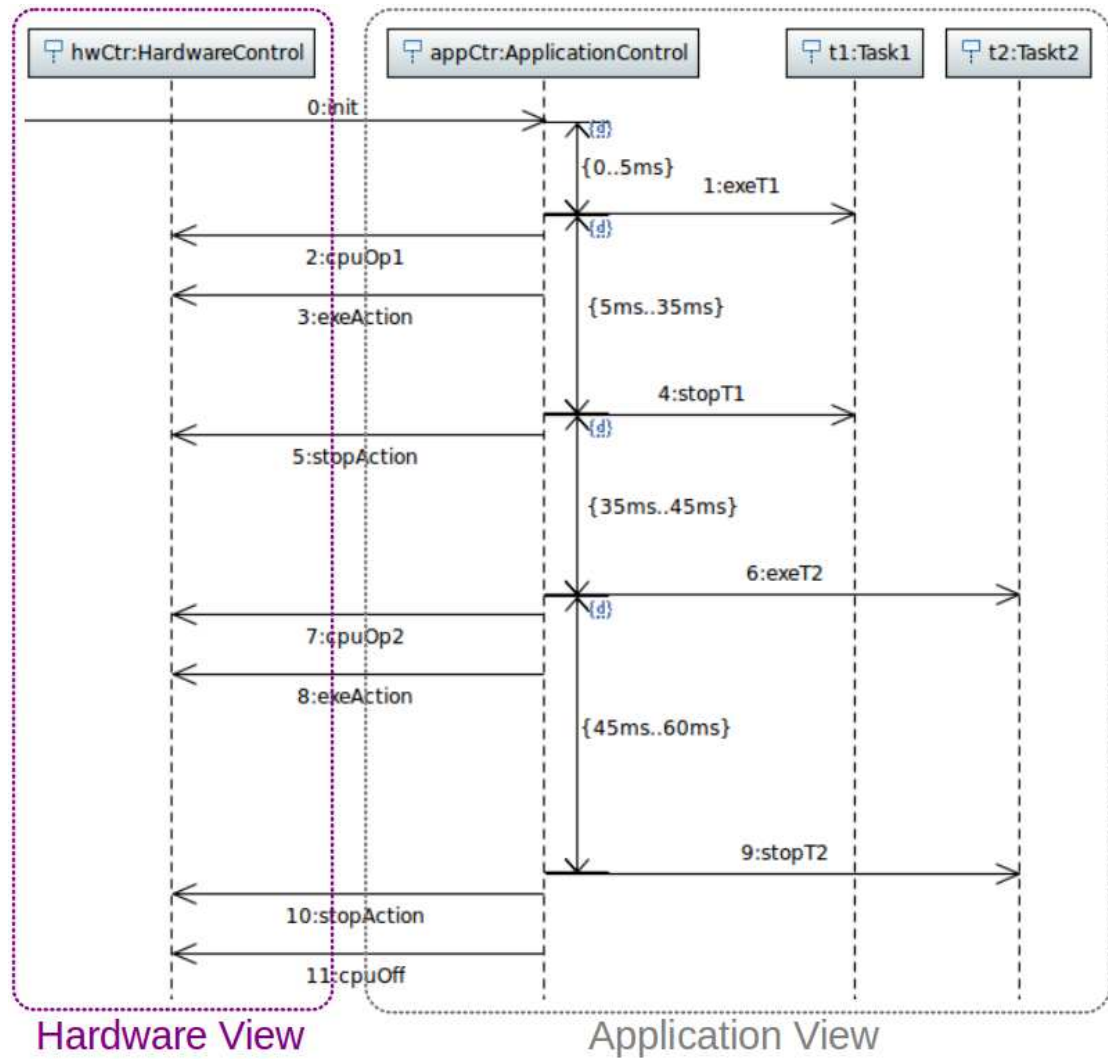 hwCtr:HardwareControl
appCtr:ApplicationControl
t1:Task1
t2:Taskt2
0:init
{d}
{0..5ms}
1:exeT1
{d}
2:cpuOp1
{5ms..35ms}
3:exeAction
4:stopT1
{d}
5:stopAction
{35ms..45ms}
6:exeT2
{d}
7:cpuOp2
8:exeAction
{45ms..60ms}
9:stopT2
10:stopAction
11:cpuOff
Hardware View
Application View